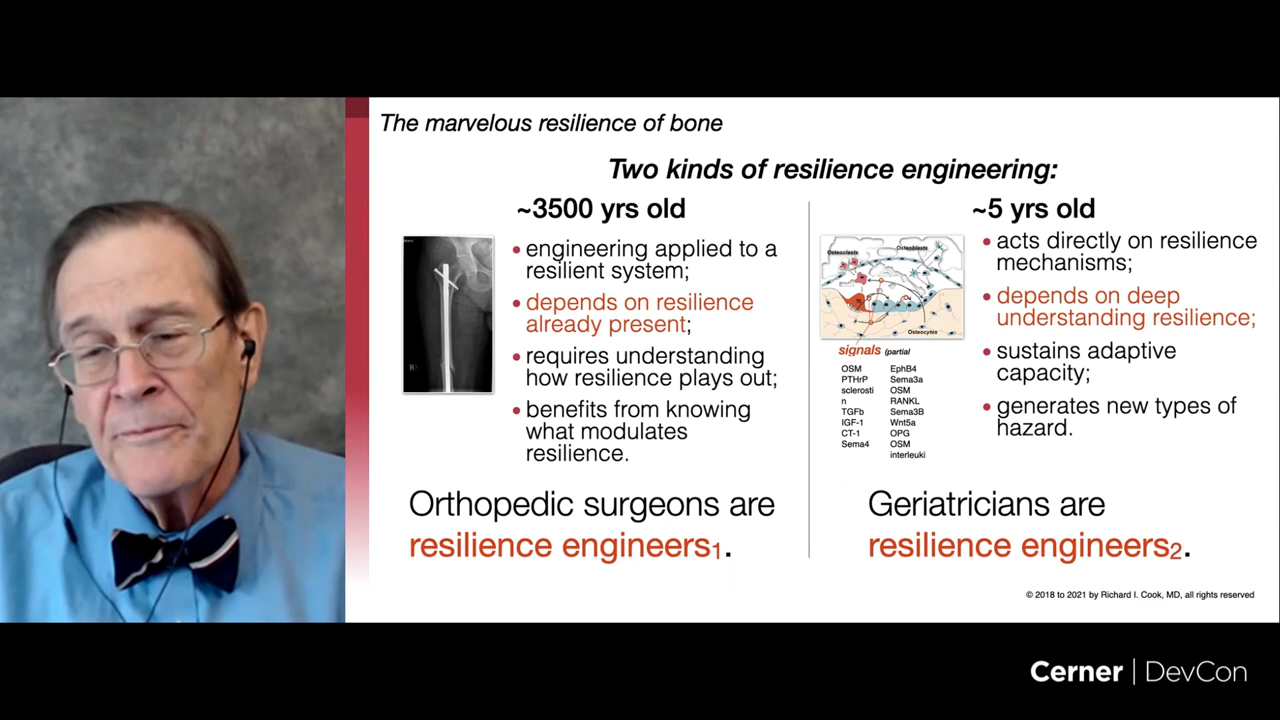 The marvelous resilience of bone
Two kinds of resilience engineering:
~3500 yrs old
• engineering applied to a
resilient system;
• depends on resilience
already present;
• requires understanding
how resilience plays out;
• benefits from knowing
what modulates
resilience.
Orthopedic surgeons are
resilience engineers1.
~5 yrs old
Osteoclasts
Osteoblasts
Osteocytes
signals (partial
OSM
PTHrP
sclerosti
n
TGFb
IGF-1
CT-1
Sema4
EphB4
Sema3a
OSM
RANKL
Sema3B
Wnt5a
OPG
OSM
interleuki
• acts directly on resilience
mechanisms;
• depends on deep
understanding resilience;
• sustains adaptive
capacity;
• generates new types of
hazard.
Geriatricians are
resilience engineers2.
© 2018 to 2021 by Richard I. Cook, MD, all rights reserved
Cerner | DevCon